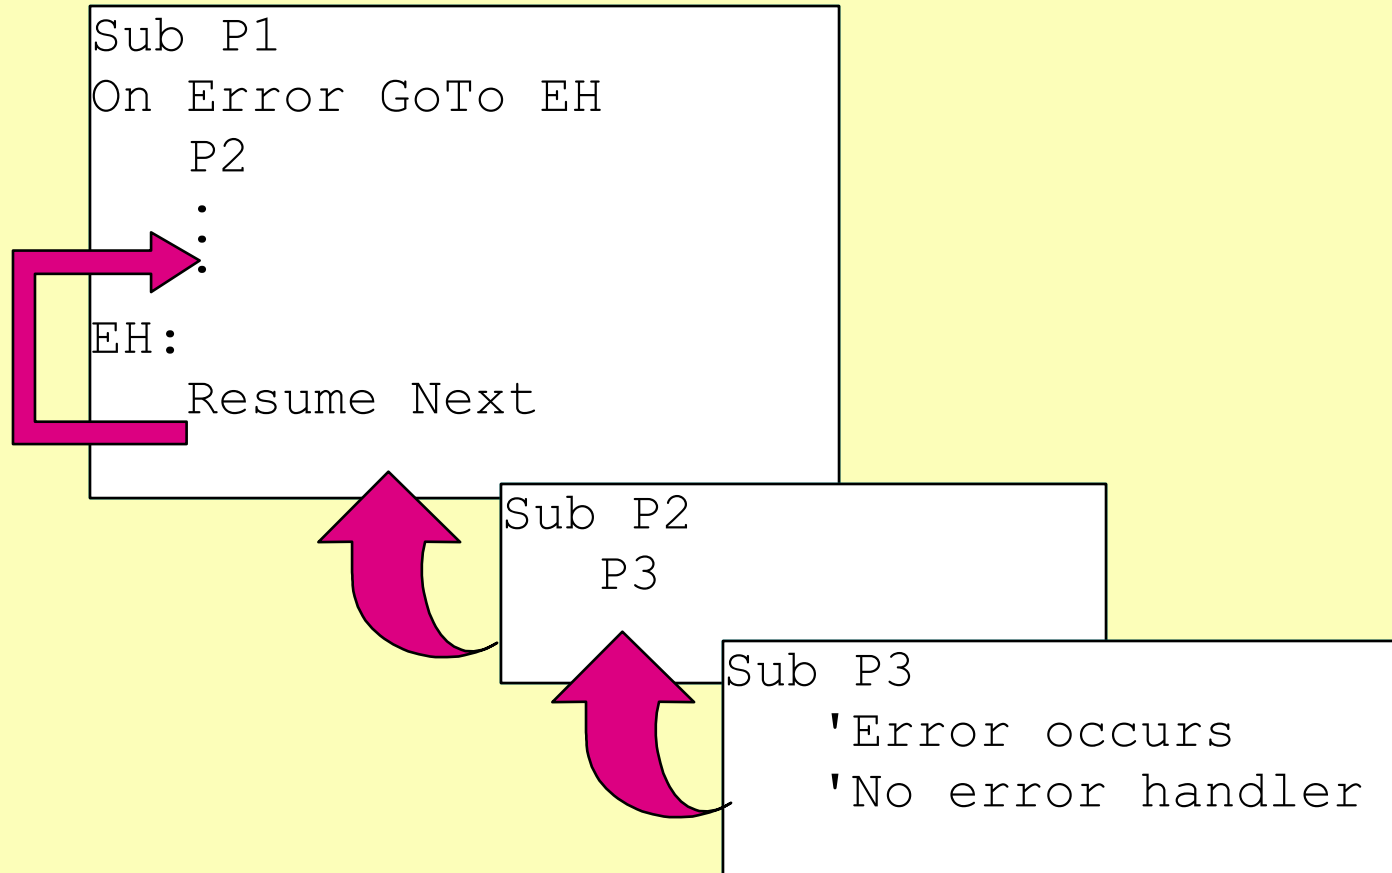 Sub P1
On Error GoTo EH
P2
.
.
.
EH:
Resume Next
Sub P2
P3
Sub P3
'Error occurs
'No error handler